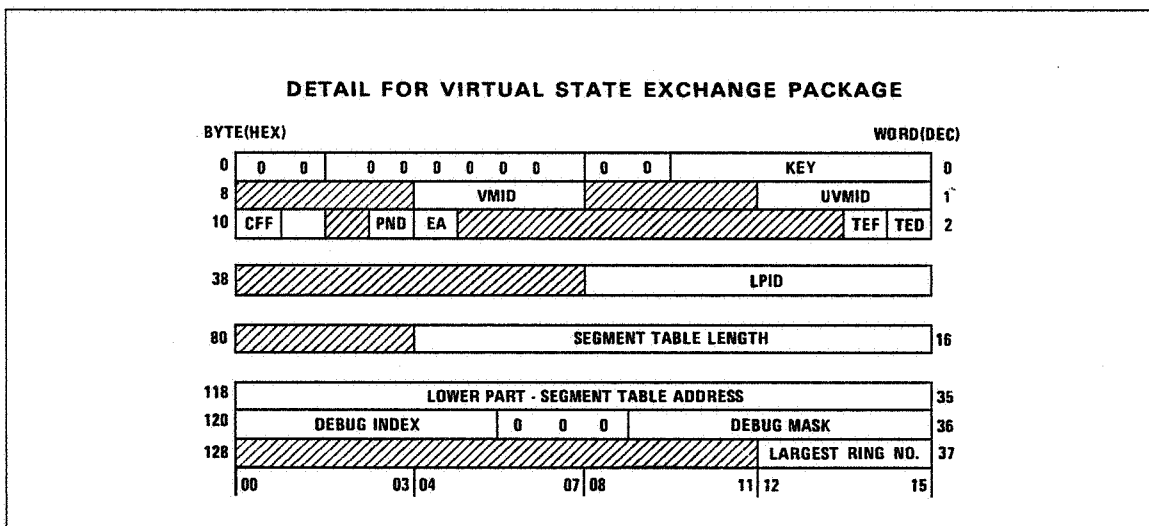 DETAIL FOR VIRTUAL STATE EXCHANGE PACKAGE
BYTE(HEX) WORD(DEC)
0 0 0 0 0 0 0 0 0 0 0 KEY 0
8 VMID UVMID 1
10 CFF PND EA TEF TED 2
38 LPID
80 SEGMENT TABLE LENGTH 16
118 LOWER PART - SEGMENT TABLE ADDRESS 35
120 DEBUG INDEX 0 0 0 DEBUG MASK 36
128 LARGEST RING NO. 37
00 03 04 07 08 11 12 15